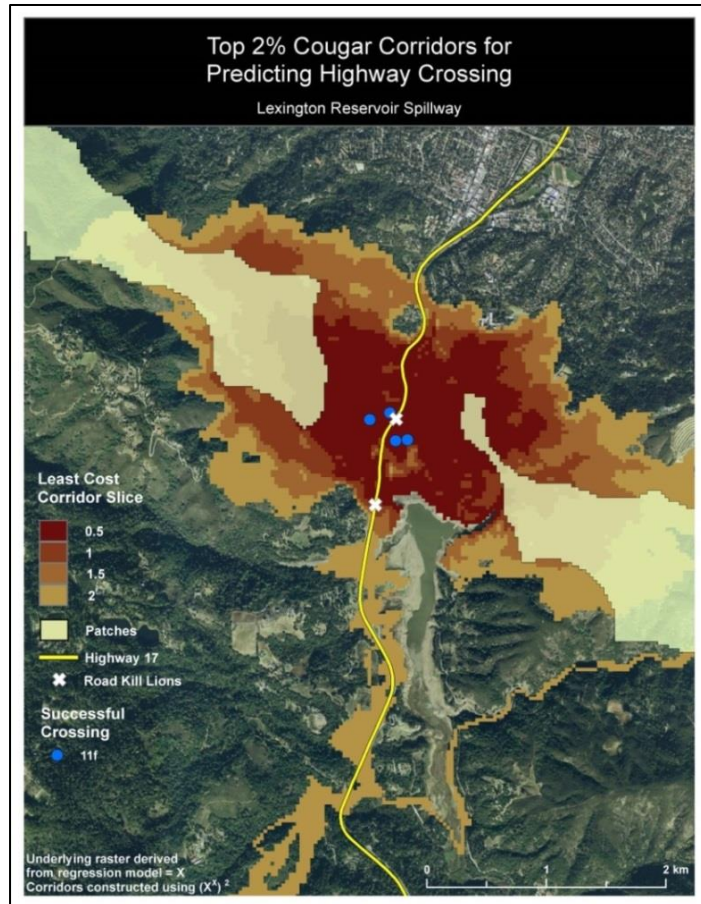 Top 2% Cougar Corridors for
Predicting Highway Crossing
Lexington Reservoir Spillway
Least Cost
Corridor Slice
0.5
1
1.5
2
Patches
Highway 17
Road Kill Lions
Successful
Crossing
11f
Underlying raster derived
from regression model = X
Corridors constructed using (Xˣ) ²
0 1 2 km